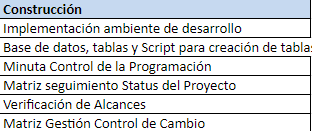 Construcción
Implementación ambiente de desarrollo
Base de datos, tablas y Script para creación de tablas
Minuta Control de la Programación
Matriz seguimiento Status del Proyecto
Verificación de Alcances
Matriz Gestión Control de Cambio